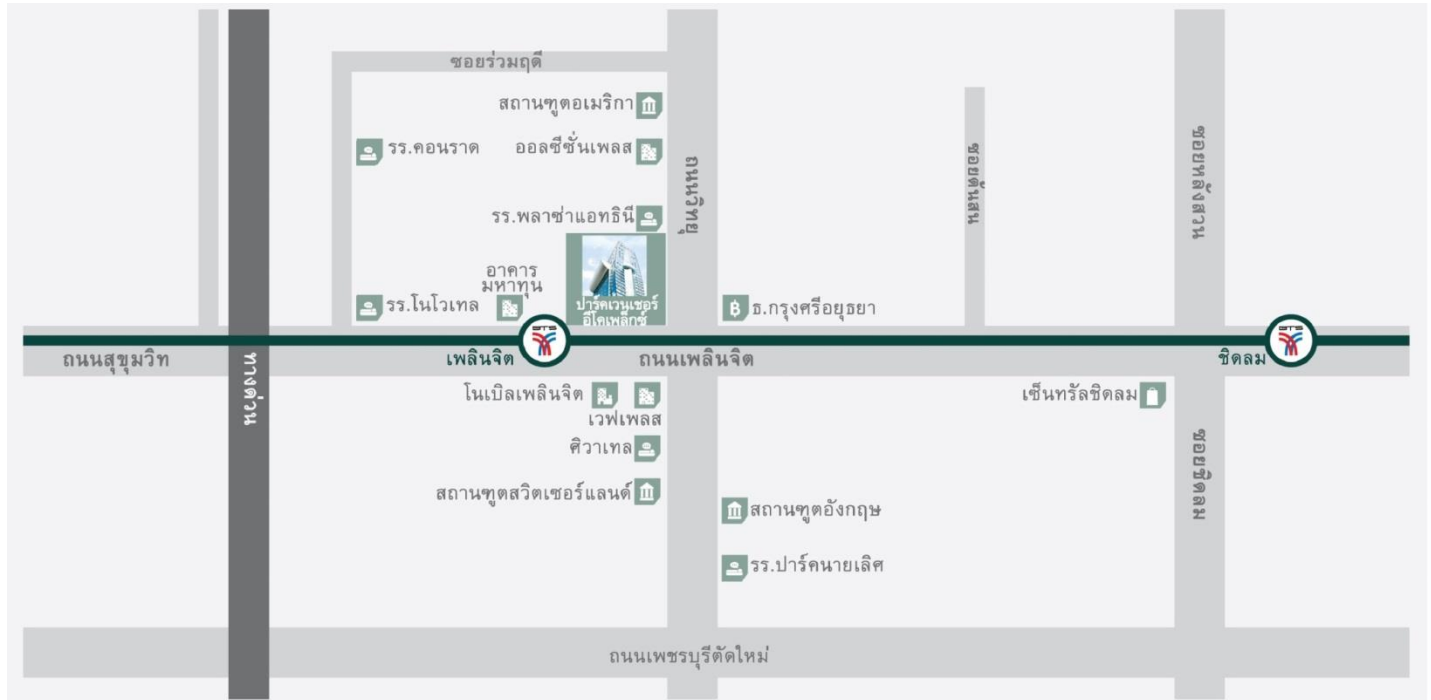 ซอยร่วมฤดี
สถานฑูตอเมริกา
รร.คอนราด
ออลซีซั่นเพลส
ถนนวิทยุ
ซอยต้นสน
ซอยหลังสวน
รร.พลาซ่าแอทธินี
อาคาร
มหาทุน
รร.โนโวเทล
ปาร์คเวนเชอร์
อีโคเพล็กซ์
ธ.กรุงศรีอยุธยา
BTS
BTS
ถนนสุขุมวิท
ทางด่วน
เพลินจิต
ถนนเพลินจิต
ชิดลม
โนเบิลเพลินจิต
เวฟเพลส
เซ็นทรัลชิดลม
ศิวาเทล
ซอยชิดลม
สถานฑูตสวิตเซอร์แลนด์
สถานฑูตอังกฤษ
รร.ปาร์คนายเลิศ
ถนนเพชรบุรีตัดใหม่